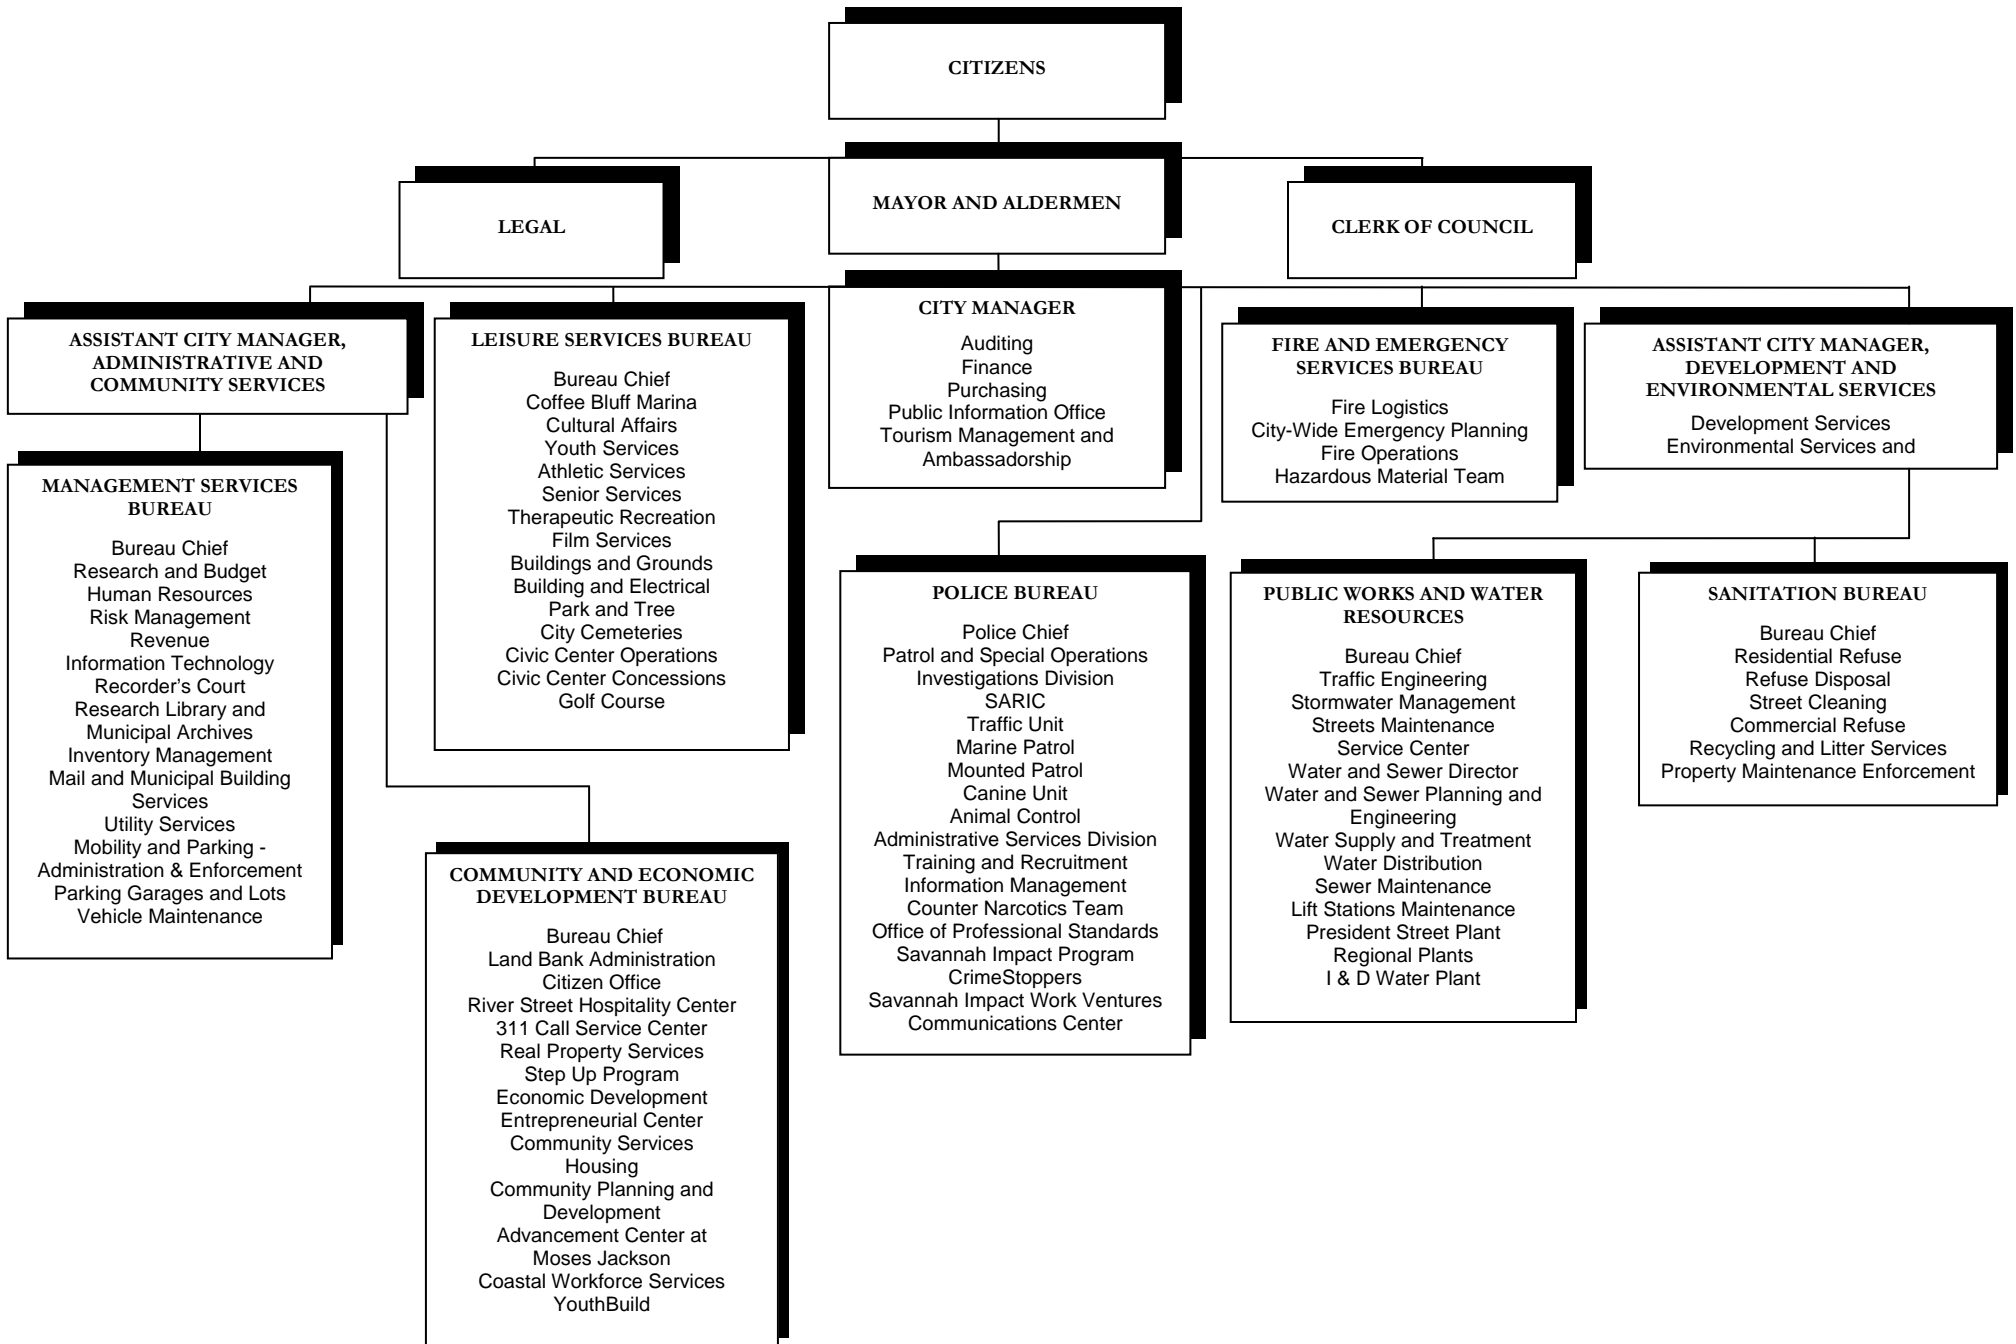 CITIZENS
MAYOR AND ALDERMEN
LEGAL
CLERK OF COUNCIL
CITY MANAGER
Auditing
Finance
Purchasing
Public Information Office
Tourism Management and
Ambassadorship
ASSISTANT CITY MANAGER,
ADMINISTRATIVE AND
COMMUNITY SERVICES
LEISURE SERVICES BUREAU
Bureau Chief
Coffee Bluff Marina
Cultural Affairs
Youth Services
Athletic Services
Senior Services
Therapeutic Recreation
Film Services
Buildings and Grounds
Building and Electrical
Park and Tree
City Cemeteries
Civic Center Operations
Civic Center Concessions
Golf Course
FIRE AND EMERGENCY
SERVICES BUREAU
Fire Logistics
City-Wide Emergency Planning
Fire Operations
Hazardous Material Team
ASSISTANT CITY MANAGER,
DEVELOPMENT AND
ENVIRONMENTAL SERVICES
Development Services
Environmental Services and
MANAGEMENT SERVICES
BUREAU
Bureau Chief
Research and Budget
Human Resources
Risk Management
Revenue
Information Technology
Recorder's Court
Research Library and
Municipal Archives
Inventory Management
Mail and Municipal Building
Services
Utility Services
Mobility and Parking -
Administration & Enforcement
Parking Garages and Lots
Vehicle Maintenance
COMMUNITY AND ECONOMIC
DEVELOPMENT BUREAU
Bureau Chief
Land Bank Administration
Citizen Office
River Street Hospitality Center
311 Call Service Center
Real Property Services
Step Up Program
Economic Development
Entrepreneurial Center
Community Services
Housing
Community Planning and
Development
Advancement Center at
Moses Jackson
Coastal Workforce Services
YouthBuild
POLICE BUREAU
Police Chief
Patrol and Special Operations
Investigations Division
SARIC
Traffic Unit
Marine Patrol
Mounted Patrol
Canine Unit
Animal Control
Administrative Services Division
Training and Recruitment
Information Management
Counter Narcotics Team
Office of Professional Standards
Savannah Impact Program
CrimeStoppers
Savannah Impact Work Ventures
Communications Center
PUBLIC WORKS AND WATER
RESOURCES
Bureau Chief
Traffic Engineering
Stormwater Management
Streets Maintenance
Service Center
Water and Sewer Director
Water and Sewer Planning and
Engineering
Water Supply and Treatment
Water Distribution
Sewer Maintenance
Lift Stations Maintenance
President Street Plant
Regional Plants
I & D Water Plant
SANITATION BUREAU
Bureau Chief
Residential Refuse
Refuse Disposal
Street Cleaning
Commercial Refuse
Recycling and Litter Services
Property Maintenance Enforcement